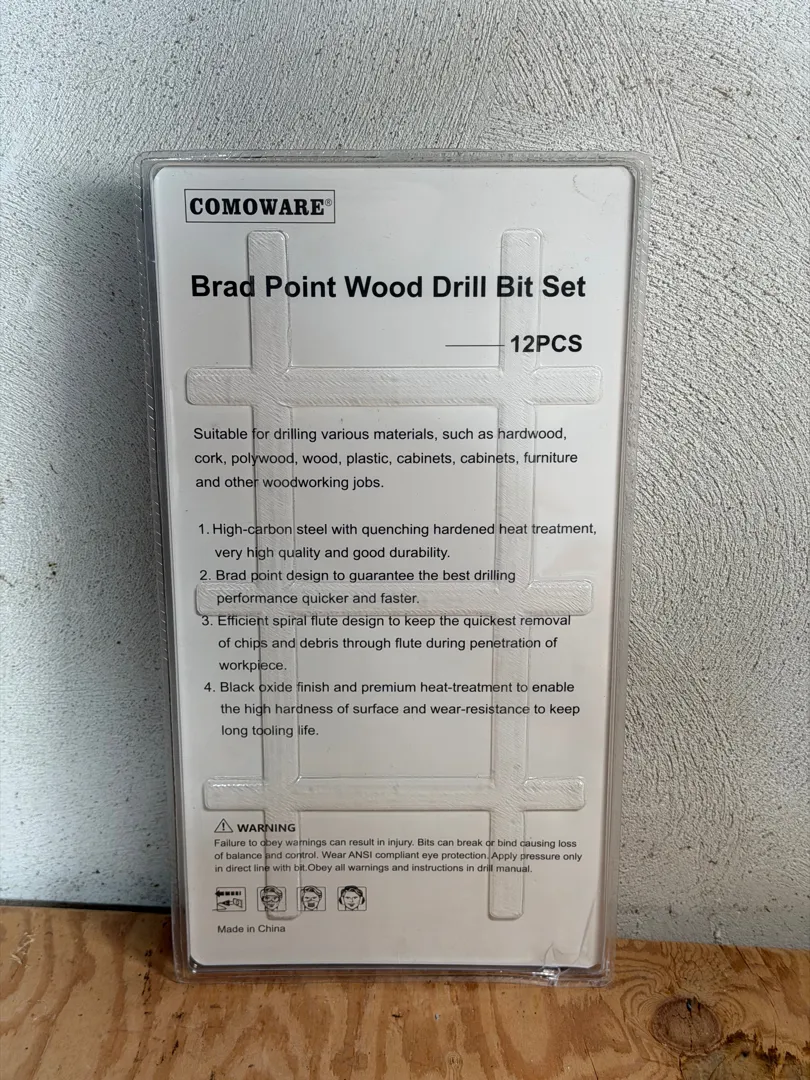 COMOWARE®
Brad Point Wood Drill Bit Set
12PCS
Suitable for drilling various materials, such as hardwood,
cork, polywood, wood, plastic, cabinets, cabinets, furniture
and other woodworking jobs.
1. High-carbon steel with quenching hardened heat treatment,
very high quality and good durability.
2. Brad point design to guarantee the best drilling
performance quicker and faster.
3. Efficient spiral flute design to keep the quickest removal
of chips and debris through flute during penetration of
workpiece.
4. Black oxide finish and premium heat-treatment to enable
the high hardness of surface and wear-resistance to keep
long tooling life.
WARNING
Failure to obey warnings can result in injury. Bits can break or bind causing loss
of balance and control. Wear ANSI compliant eye protection. Apply pressure only
in direct line with bit.Obey all warnings and instructions in drill manual.
Made in China